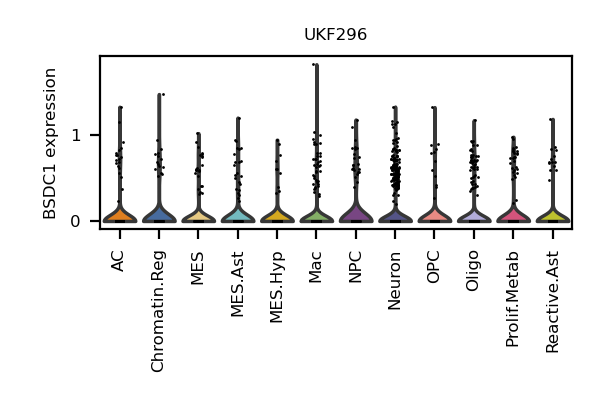 UKF296
BSDC1 expression
1
0
AC
Chromatin.Reg
MES
MES.Ast
MES.Hyp
Mac
NPC
Neuron
OPC
Oligo
Prolif.Metab
Reactive.Ast